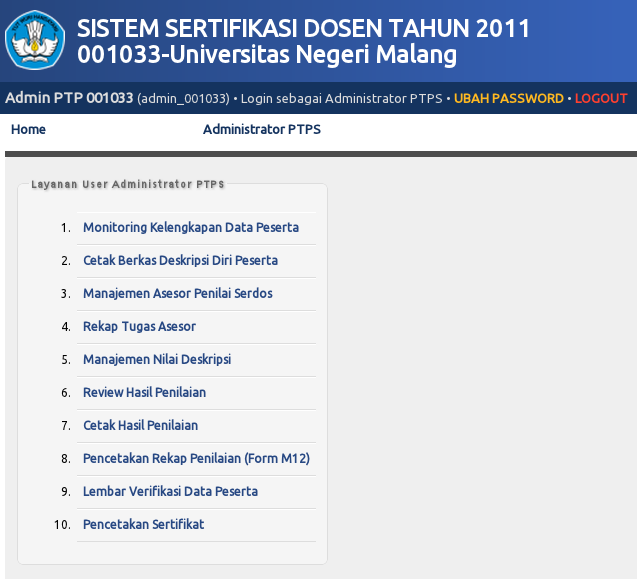 SISTEM SERTIFIKASI DOSEN TAHUN 2011
001033-Universitas Negeri Malang
Admin PTP 001033 (admin_001033) • Login sebagai Administrator PTPS • UBAH PASSWORD • LOGOUT
Home Administrator PTPS
Layanan User Administrator PTPS
1. Monitoring Kelengkapan Data Peserta
2. Cetak Berkas Deskripsi Diri Peserta
3. Manajemen Asesor Penilai Serdos
4. Rekap Tugas Asesor
5. Manajemen Nilai Deskripsi
6. Review Hasil Penilaian
7. Cetak Hasil Penilaian
8. Pencetakan Rekap Penilaian (Form M12)
9. Lembar Verifikasi Data Peserta
10. Pencetakan Sertifikat